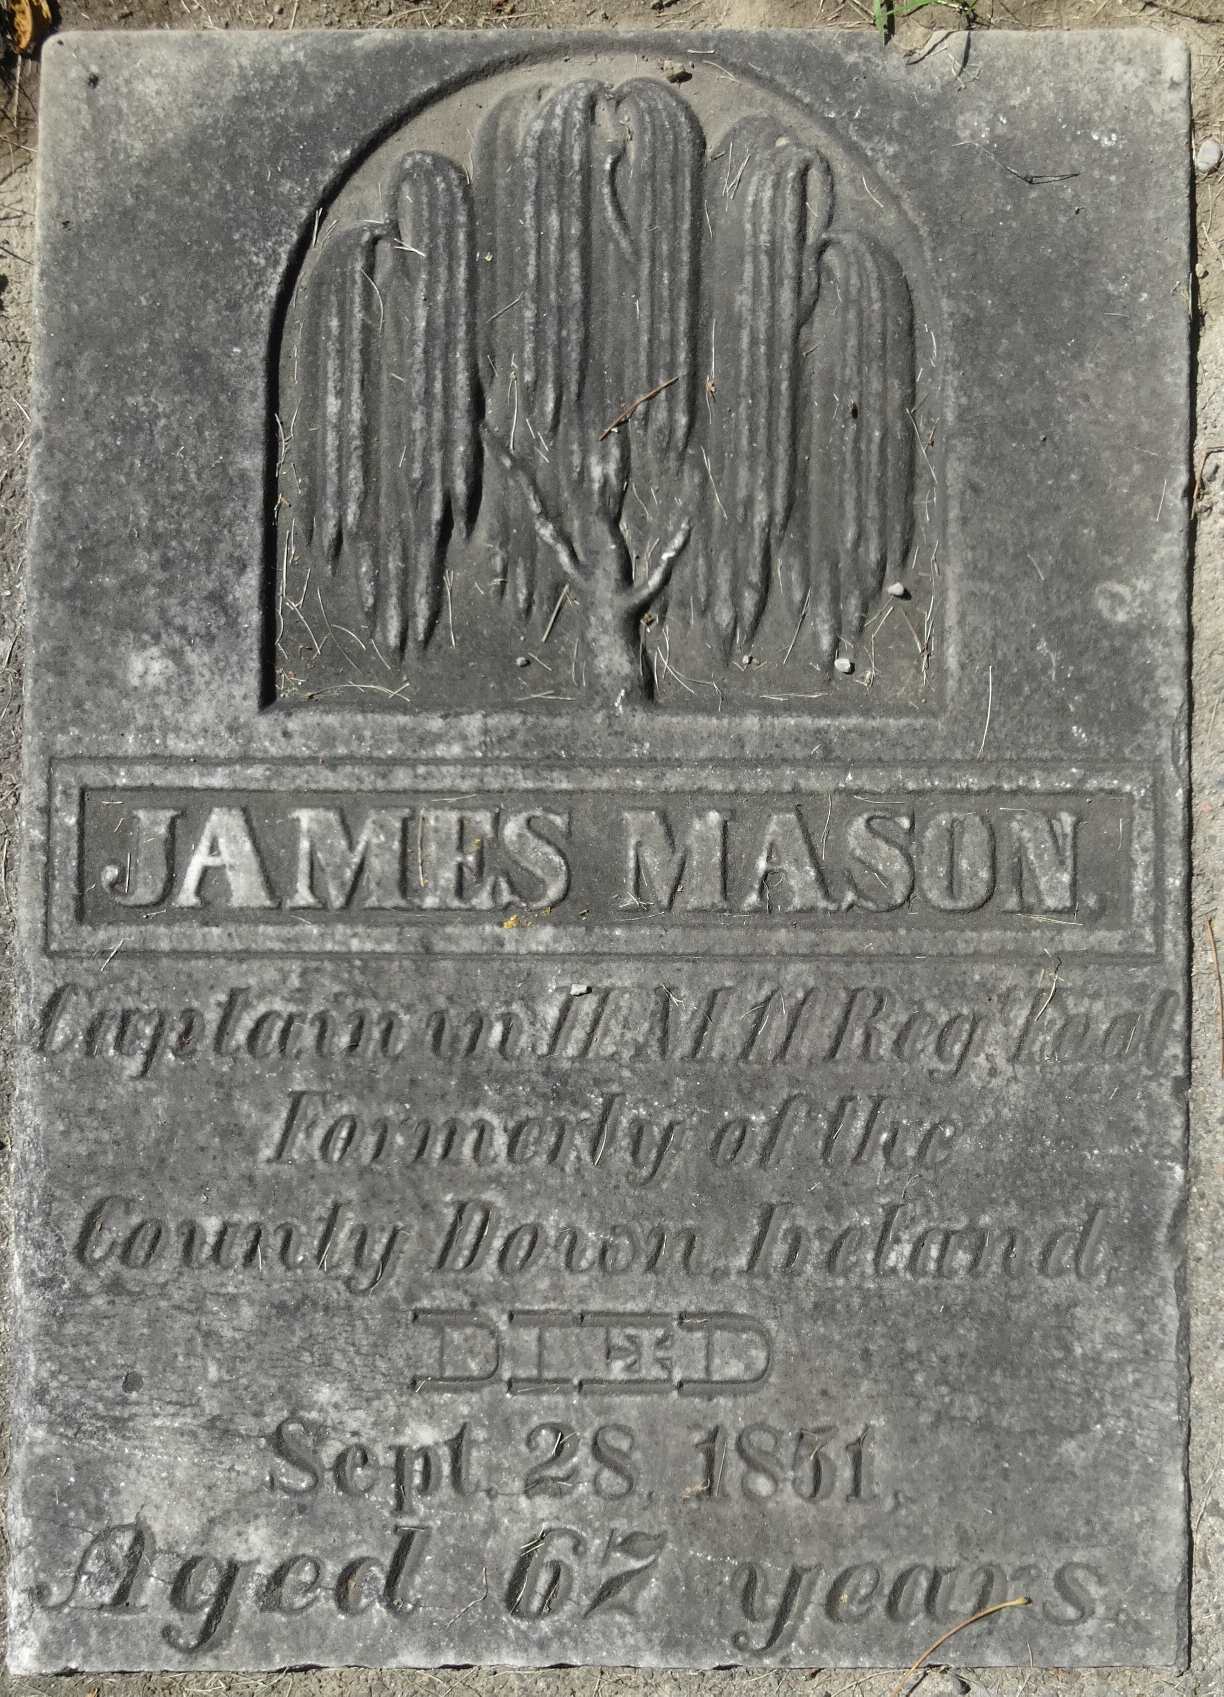 JAMES MASON.
Captain in H.M. 11 Reg
Formerly of the
County Down, Ireland,
DIED
Sept. 28, 1851,
Aged 67 years.